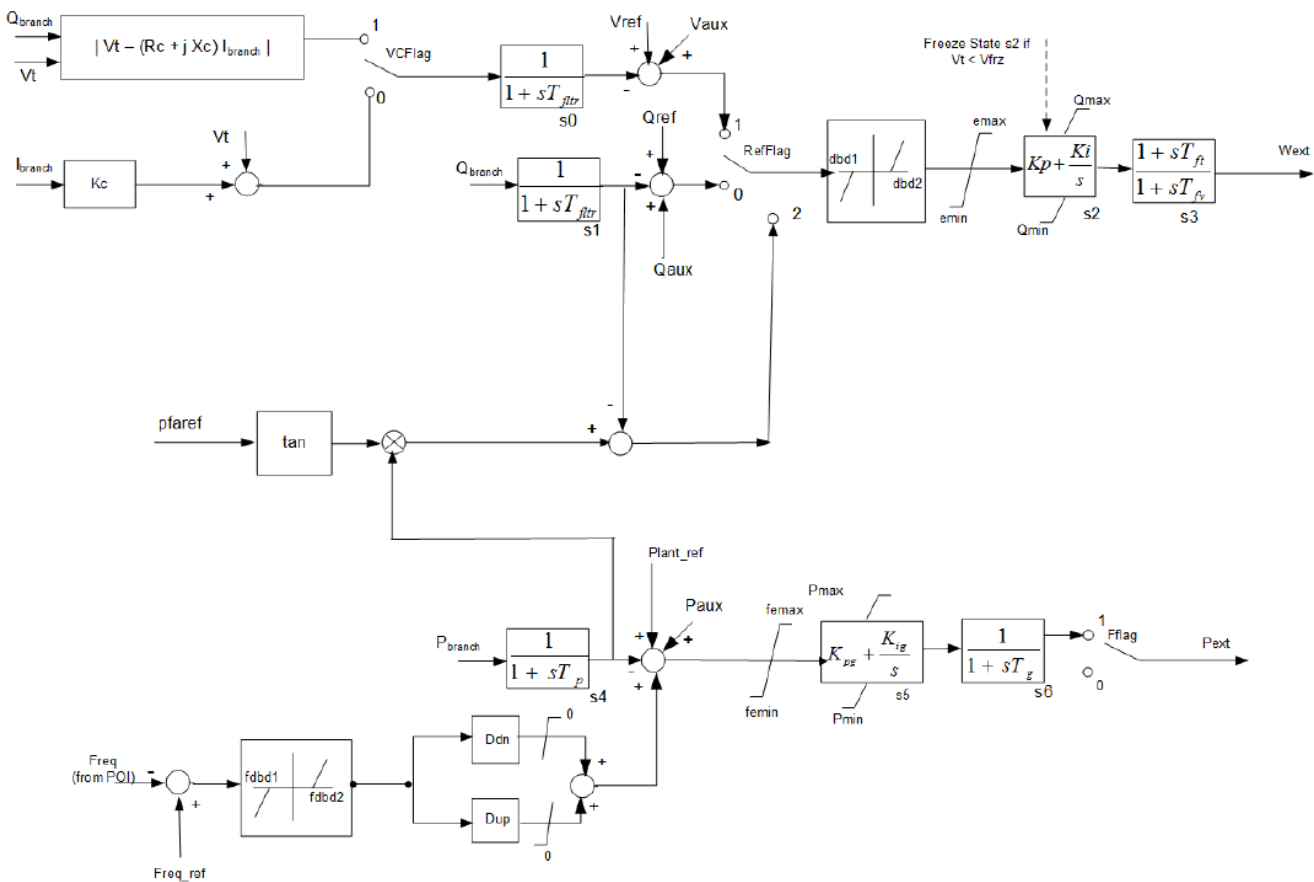 Qbranch
| Vt – (Rc + j Xc) Ibranch |
Vt
1
VCFlag
0
1
1 + sTfltr
s0
Vref
Vaux
+
+
-
Freeze State s2 if
Vt < Vfrz
Ibranch
Kc
Vt
+
+
Qbranch
1
1 + sTfltr
s1
Qref
+
-
+
Qaux
1
RefFlag
0
2
dbd1
dbd2
emax
emin
Qmax
Kp + Ki
s
Qmin
s2
1 + sTft
1 + sTfv
s3
Wext
pfaref
tan
-
+
Plant_ref
Paux
Pbranch
1
1 + sTp
s4
+
+
-
+
femax
femin
Pmax
Kpg + Kig
s
Pmin
s5
1
1 + sTg
s6
1
Fflag
0
Pext
Freq
(from POI)
-
+
Freq_ref
fdbd1
fdbd2
Ddn
0
+
Dup
0
+